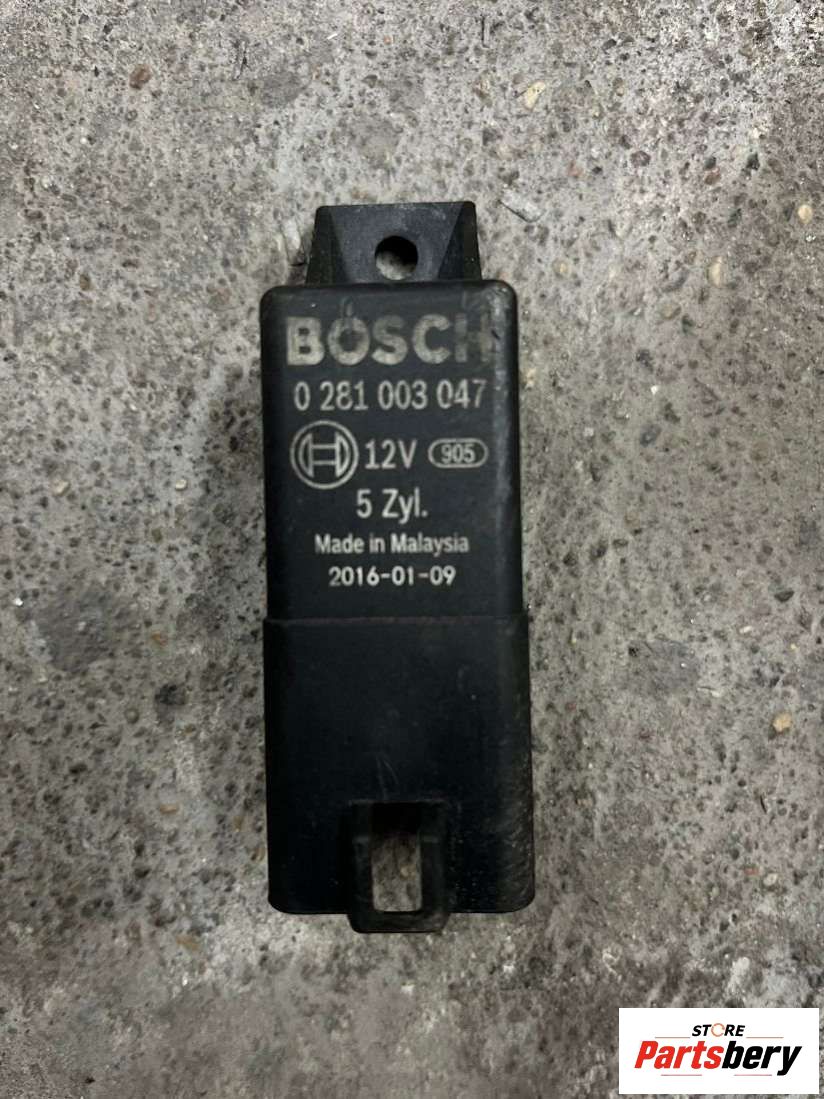 BOSCH
0 281 003 047
12V 905
5 Zyl.
Made in Malaysia
2016-01-09
STORE
Partsbery